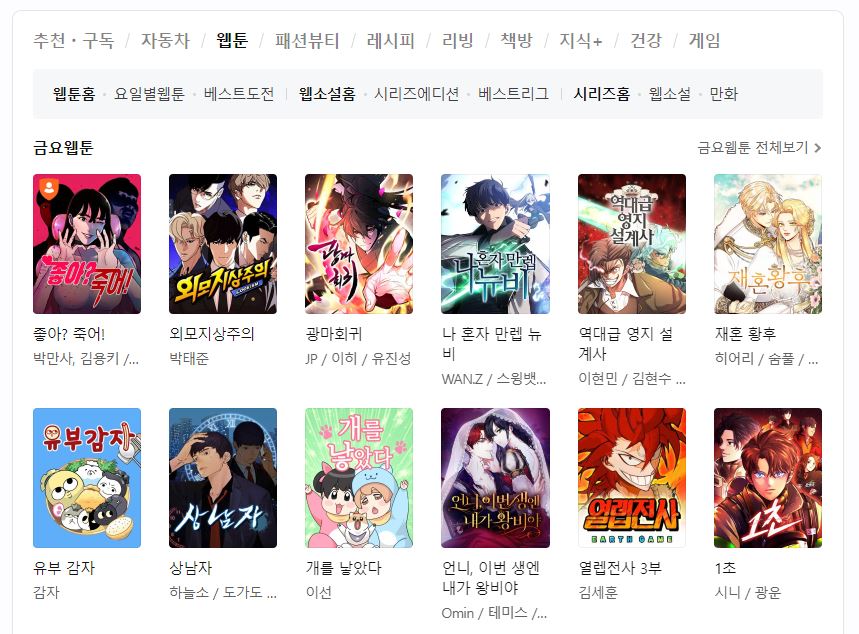 추천 · 구독 / 자동차 / 웹툰 / 패션뷰티 / 레시피 / 리빙 / 책방 / 지식+ / 건강 / 게임
웹툰홈 · 요일별웹툰 · 베스트도전 | 웹소설홈 · 시리즈에디션 · 베스트리그 | 시리즈홈 · 웹소설 · 만화
금요웹툰
금요웹툰 전체보기 >
좋아?죽어!
외모지상주의
LOOKISM
광마회귀
나 혼자 만렙
뉴비
역대급
영지
설계사
재혼황후
좋아? 죽어!
박만사, 김용키 /...
외모지상주의
박태준
광마회귀
JP / 이히 / 유진성
나 혼자 만렙 뉴
비
WAN.Z / 스윙뱃...
역대급 영지 설
계사
이현민 / 김현수 ...
재혼 황후
히어리 / 숨풀 / ...
유부감자
상남자
개를
낳았다
언니,이번생엔
내가 왕비야
열렙전사
EARTH GAME
1초
유부 감자
감자
상남자
하늘소 / 도가도 ...
개를 낳았다
이선
언니, 이번 생엔
내가 왕비야
Omin / 테미스 /...
열렙전사 3부
김세훈
1초
시니 / 광운